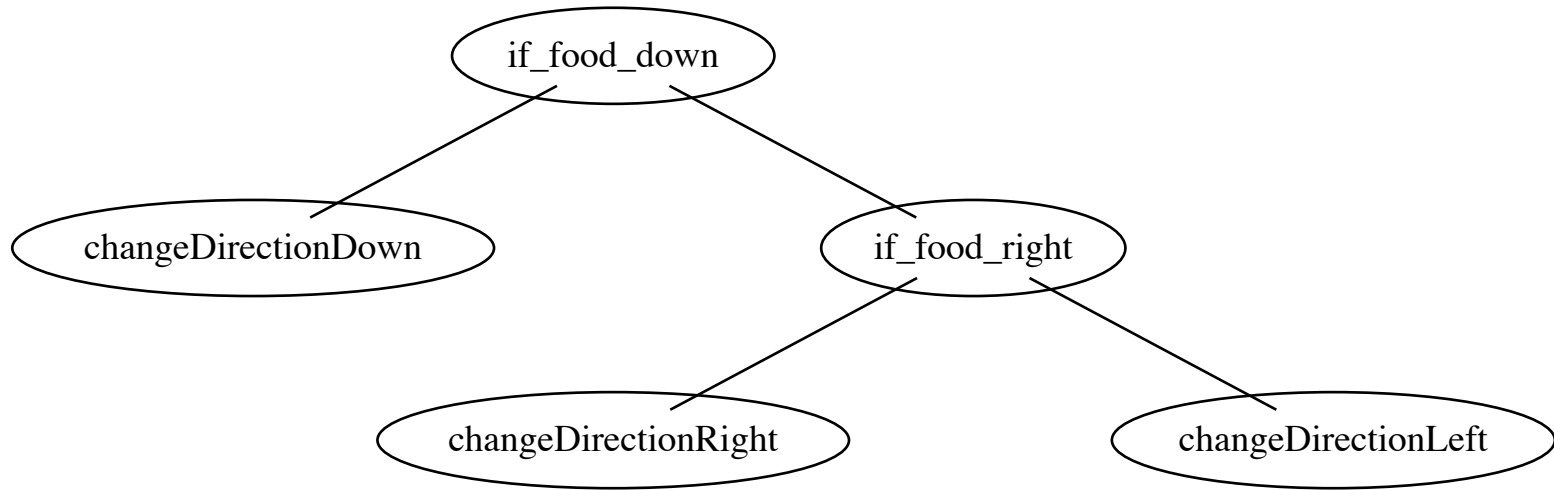 if_food_down
changeDirectionDown
if_food_right
changeDirectionRight
changeDirectionLeft